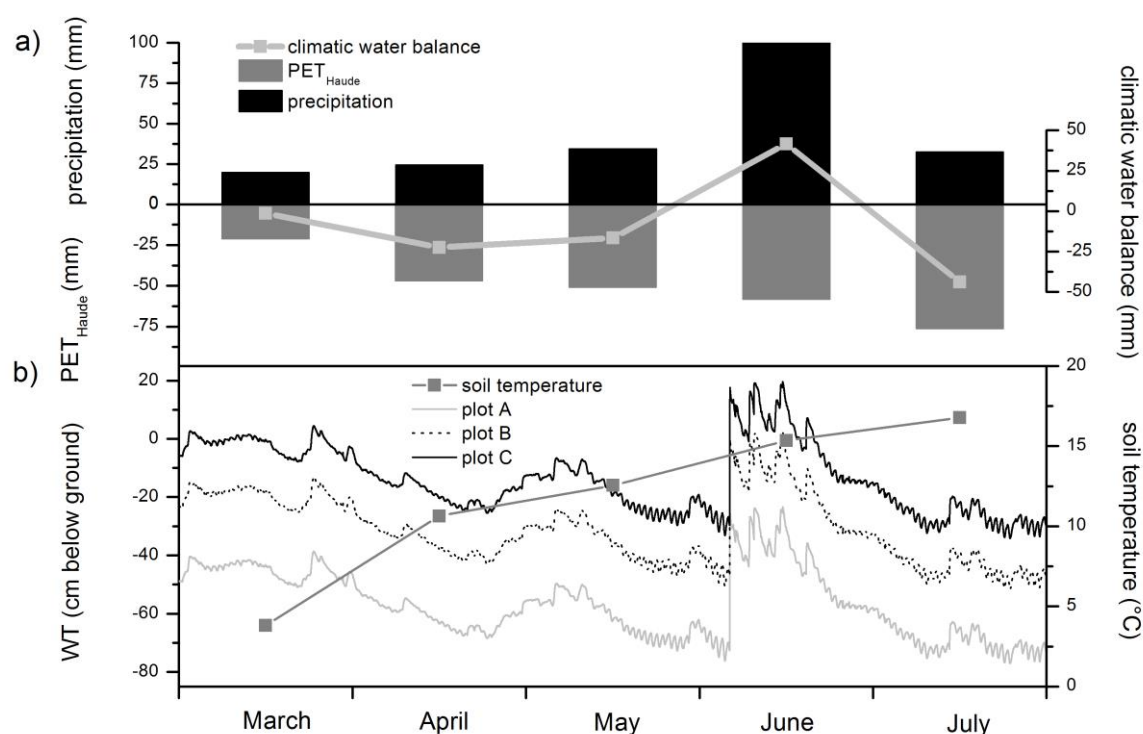 a)
precipitation (mm)
PET_Haude (mm)
100
75
50
25
0
-25
-50
-75
climatic water balance
PET_Haude
precipitation
50
25
0
-25
-50
climatic water balance (mm)
b)
WT (cm below ground)
20
0
-20
-40
-60
-80
soil temperature
plot A
plot B
plot C
20
15
10
5
0
soil temperature (°C)
March April May June July